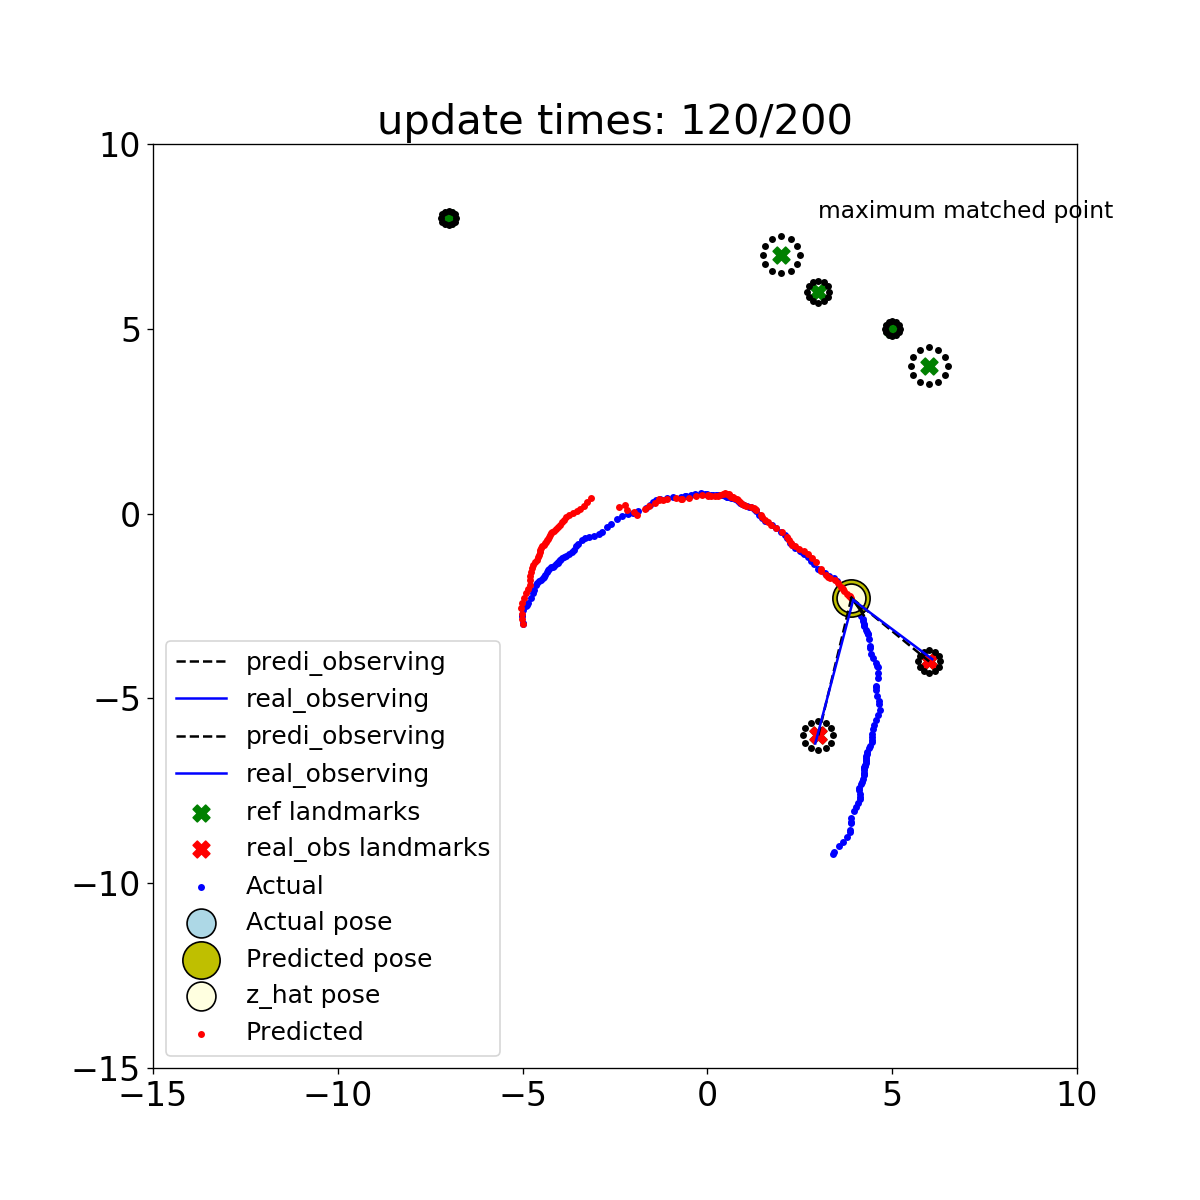 update times: 120/200
10
maximum matched point
5
0
−5
−10
−15
predi_observing
real_observing
predi_observing
real_observing
ref landmarks
real_obs landmarks
Actual
Actual pose
Predicted pose
z_hat pose
Predicted
−15 −10 −5 0 5 10